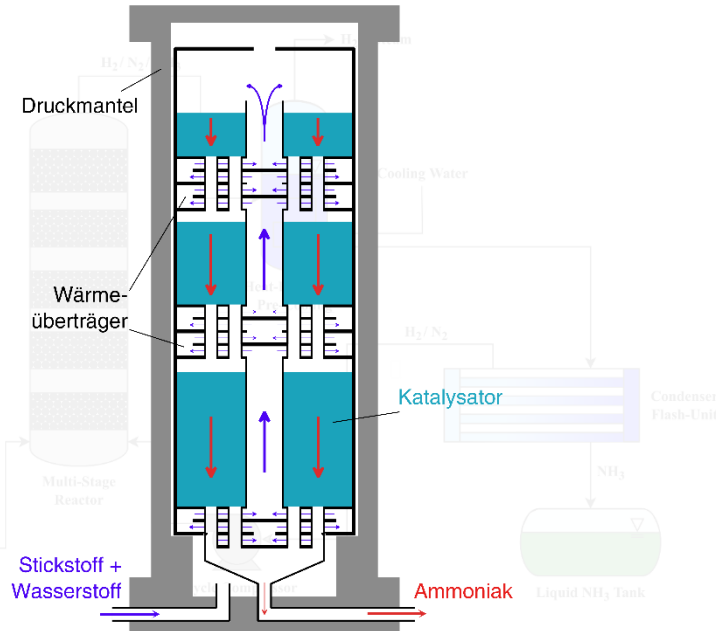 H₂ / N₂ /
Druckmantel
Cooling Water
Wärme-
überträger
H₂ / N₂
Katalysator
Condenser
Flash-Unit
Multi-Stage
Reactor
NH₃
Stickstoff +
Wasserstoff
Ammoniak
Liquid NH₃ Tank